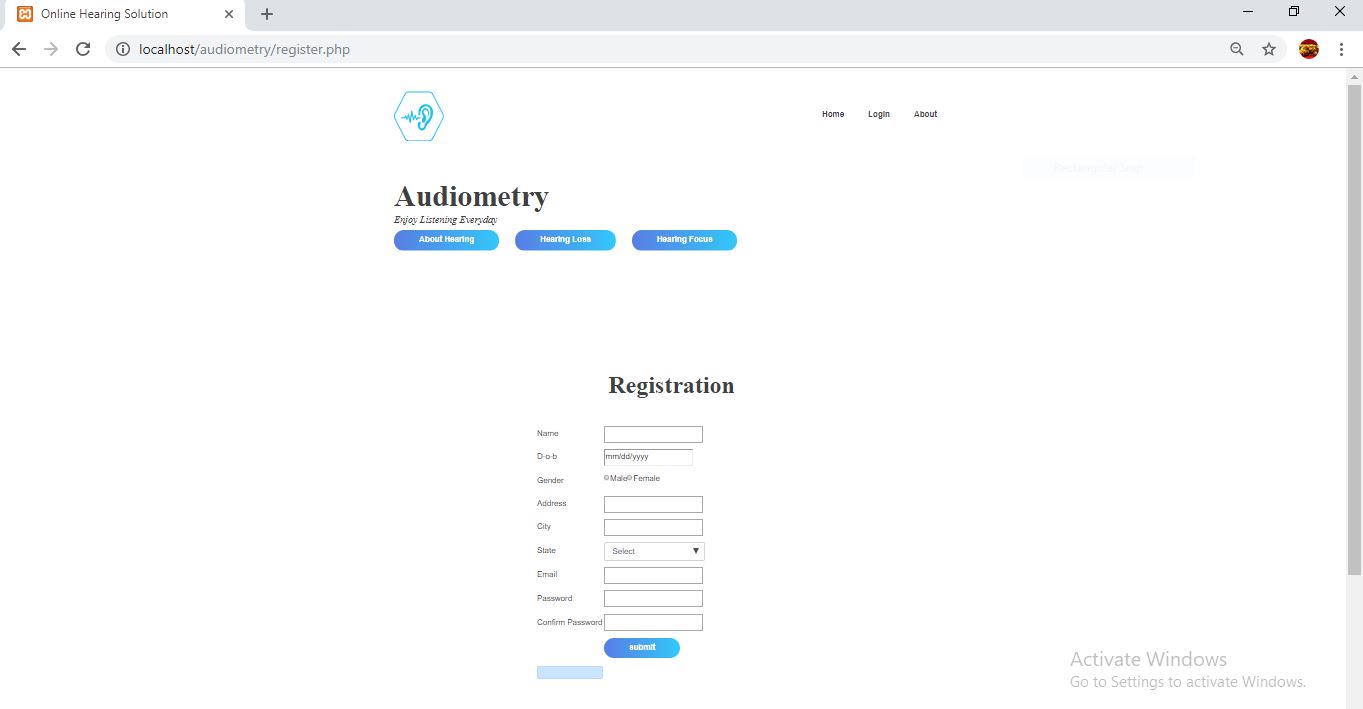 Online Hearing Solution
localhost/audiometry/register.php
Home Login About
Rectangular Snip
Audiometry
Enjoy Listening Everyday
About Hearing Hearing Loss Hearing Focus
Registration
Name
D-o-b mm/dd/yyyy
Gender Male Female
Address
City
State Select
Email
Password
Confirm Password
submit
Activate Windows
Go to Settings to activate Windows.